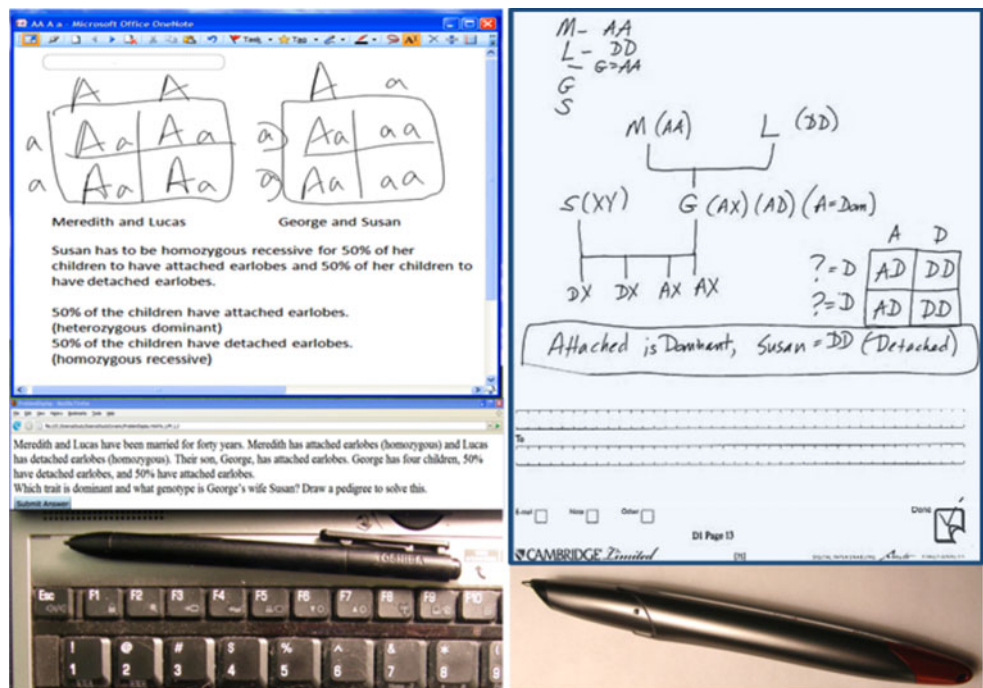 AA A a - Microsoft Office OneNote
A A
a Aa Aa
a Aa Aa
Meredith and Lucas
A a
a Aa aa
a Aa aa
George and Susan
Susan has to be homozygous recessive for 50% of her
children to have attached earlobes and 50% of her children to
have detached earlobes.
50% of the children have attached earlobes.
(heterozygous dominant)
50% of the children have detached earlobes.
(homozygous recessive)
Meredith and Lucas have been married for forty years. Meredith has attached earlobes (homozygous) and Lucas
has detached earlobes (homozygous). Their son, George, has attached earlobes. George has four children, 50%
have detached earlobes, and 50% have attached earlobes.
Which trait is dominant and what genotype is George's wife Susan? Draw a pedigree to solve this.
Submit Answer
TOSHIBA
Esc F1 F2 F3 F4 F5 F6 F7 F8 F9 F10
! @ # $ % ^ & *
1 2 3 4 5 6 7 8 9
M- AA
L - DD
- G=AA
G
S
M (AA) L (DD)
S(XY) G (AX) (AD) (A=Dom)
DX DX AX AX
A D
?=D AD DD
?=D AD DD
Attached is Dominant, Susan = DD (Detached)
To
E-mail Other Done
D1 Page 13
CAMBRIDGE Limited